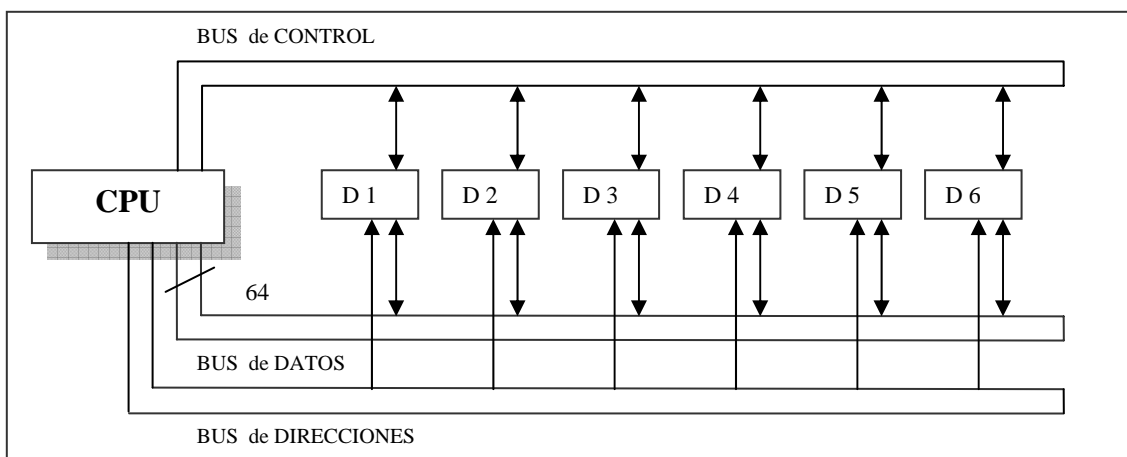 BUS de CONTROL
CPU
D 1
D 2
D 3
D 4
D 5
D 6
64
BUS de DATOS
BUS de DIRECCIONES